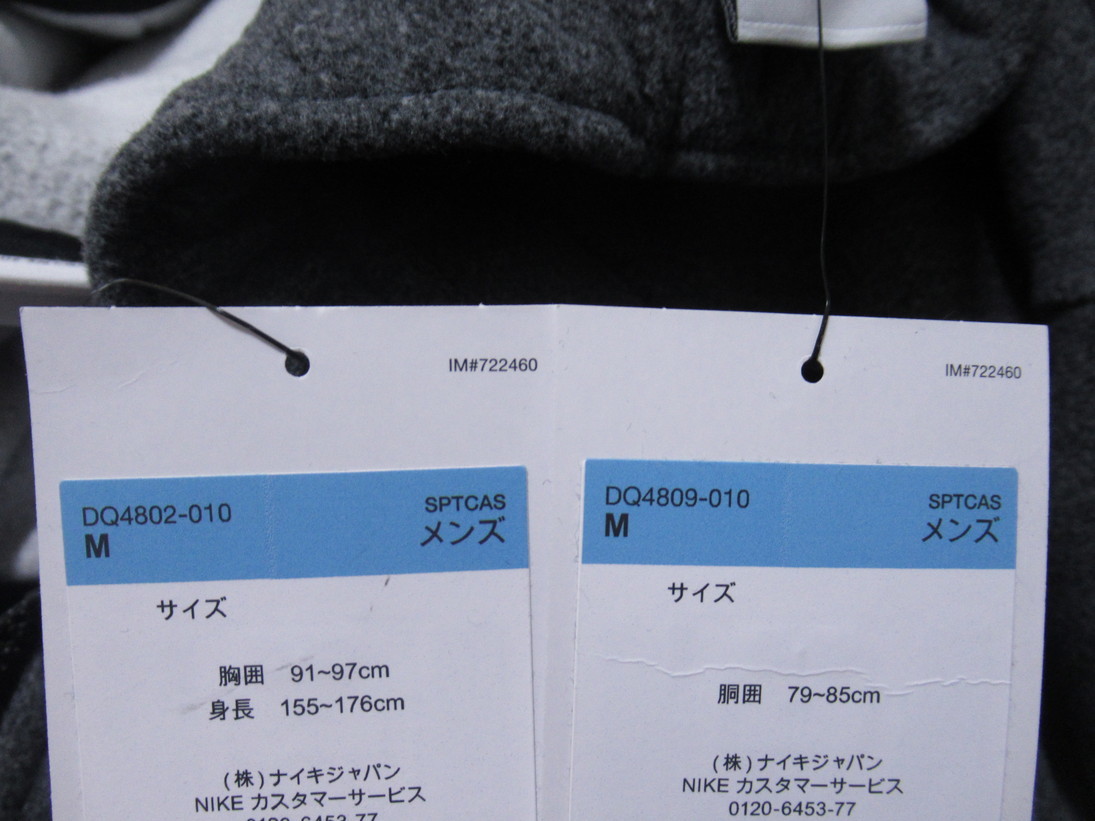 IM#722460
DQ4802-010
SPTCAS
M
メンズ
サイズ
胸囲 91~97cm
身長 155~176cm
(株)ナイキジャパン
NIKE カスタマーサービス
0120-6453-77
IM#722460
DQ4809-010
SPTCAS
M
メンズ
サイズ
胴囲 79~85cm
(株)ナイキジャパン
NIKE カスタマーサービス
0120-6453-77